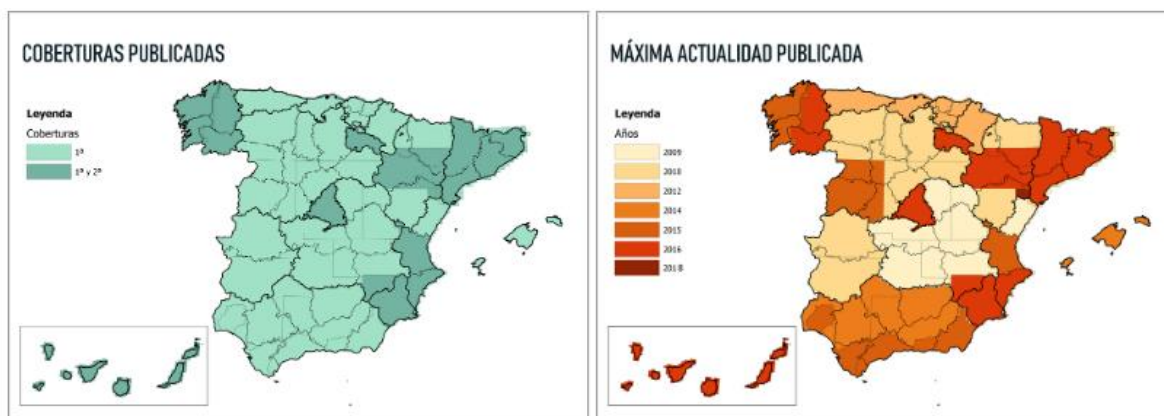 COBERTURAS PUBLICADAS
Leyenda
Coberturas
1ª
1ª y 2ª
MÁXIMA ACTUALIDAD PUBLICADA
Leyenda
Años
2009
2010
2012
2014
2015
2016
2018